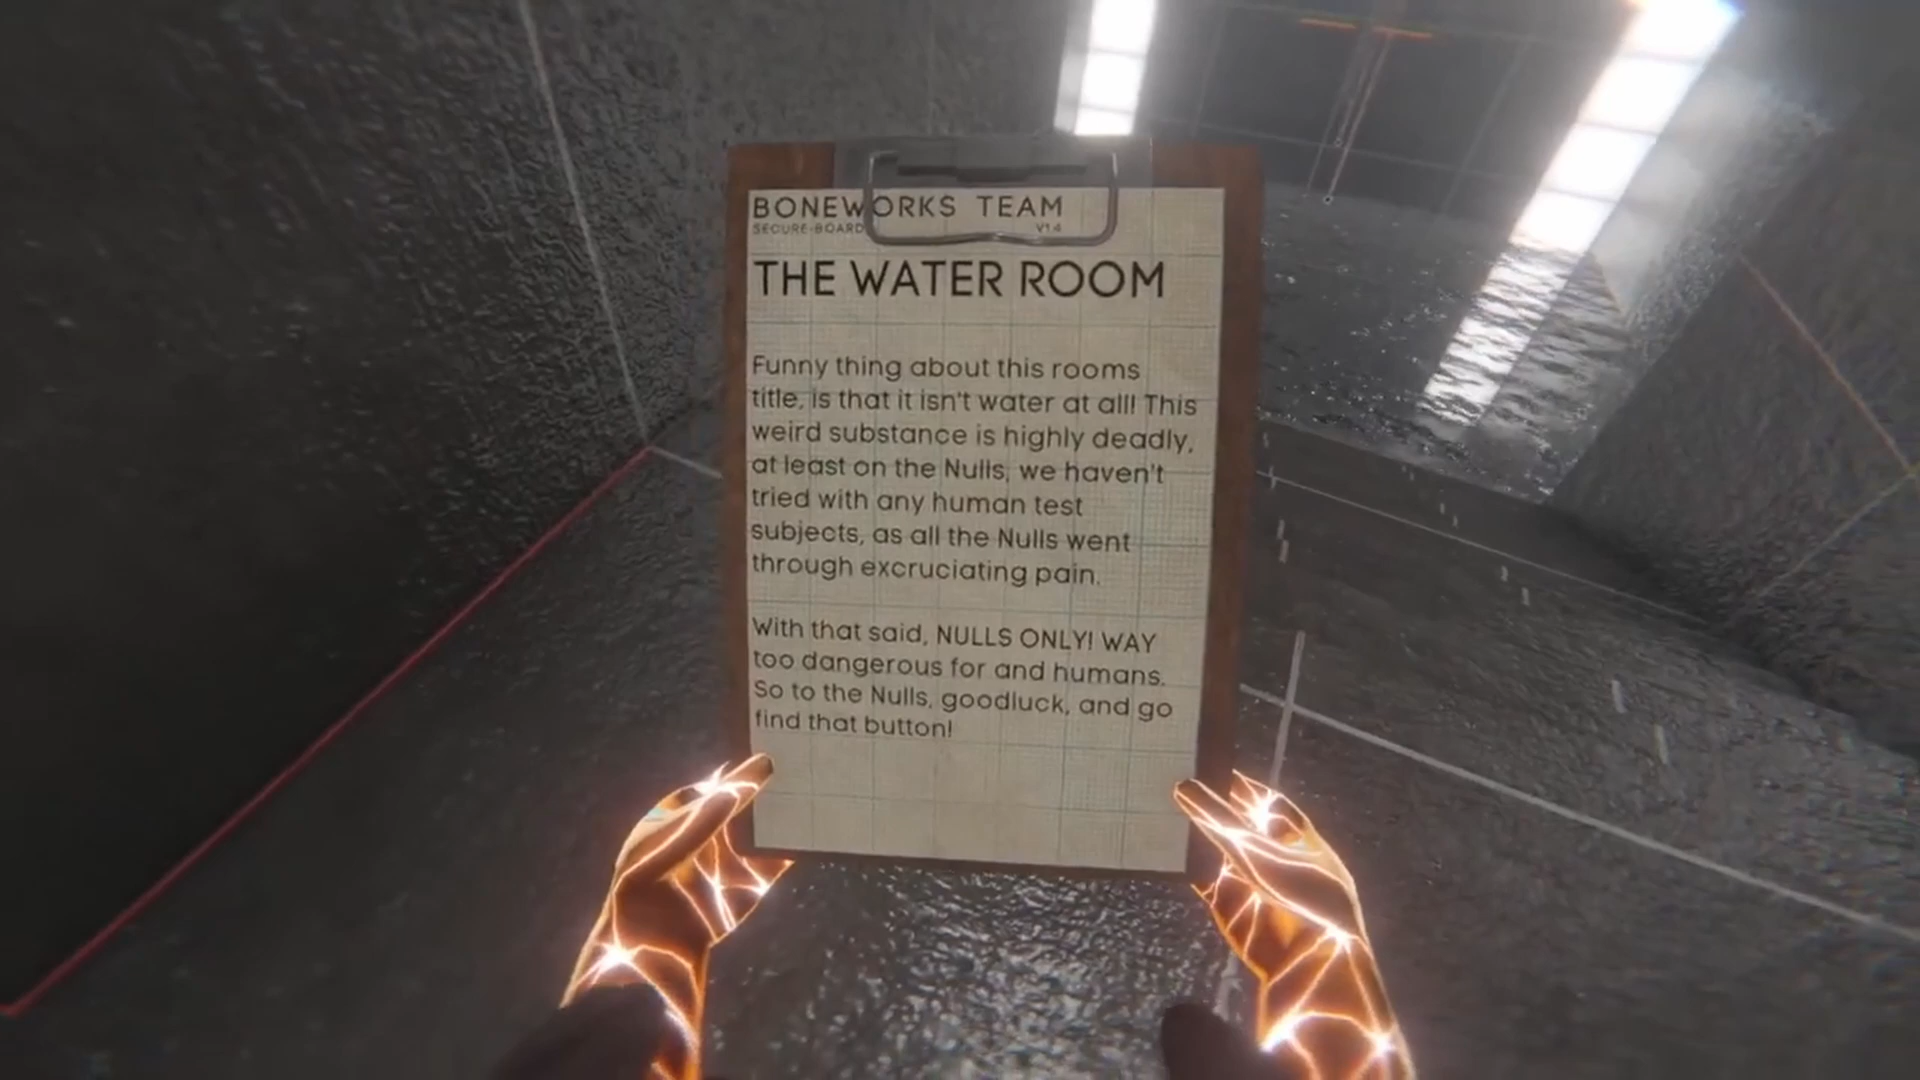 BONEWORKS TEAM
SECURE-BOARD V1.4
THE WATER ROOM
Funny thing about this rooms
title, is that it isn't water at all! This
weird substance is highly deadly,
at least on the Nulls, we haven't
tried with any human test
subjects, as all the Nulls went
through excruciating pain.
With that said, NULLS ONLY! WAY
too dangerous for and humans.
So to the Nulls, goodluck, and go
find that button!